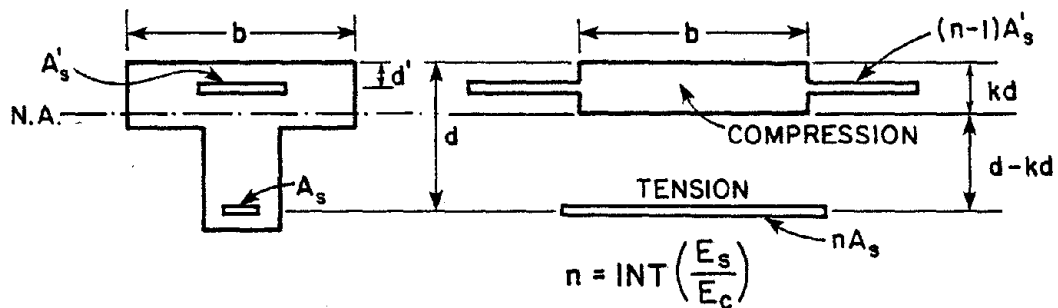 b
b
(n-1)A's
A's
d'
kd
N.A.
d
COMPRESSION
d-kd
As
TENSION
nAs
n = INT(Es/Ec)